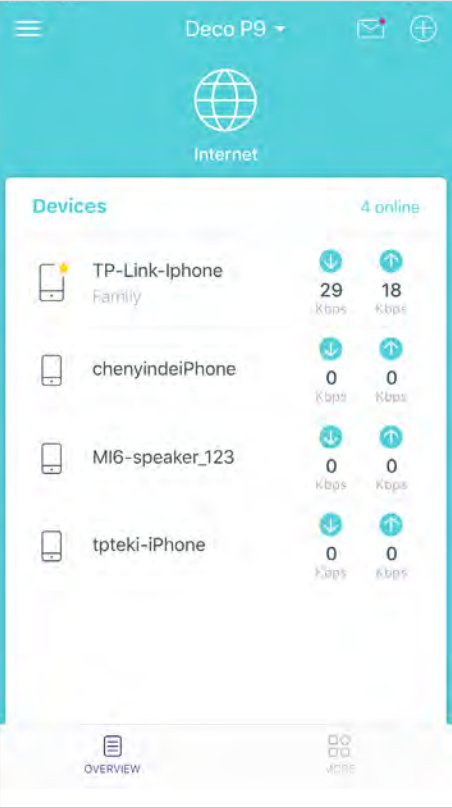 Deco P9
Internet
Devices
4 online
TP-Link-Iphone
Family
29
Kbps
18
Kbps
chenyindeiPhone
0
Kbps
0
Kbps
MI6-speaker_123
0
Kbps
0
Kbps
tpteki-iPhone
0
Kbps
0
Kbps
OVERVIEW
MORE